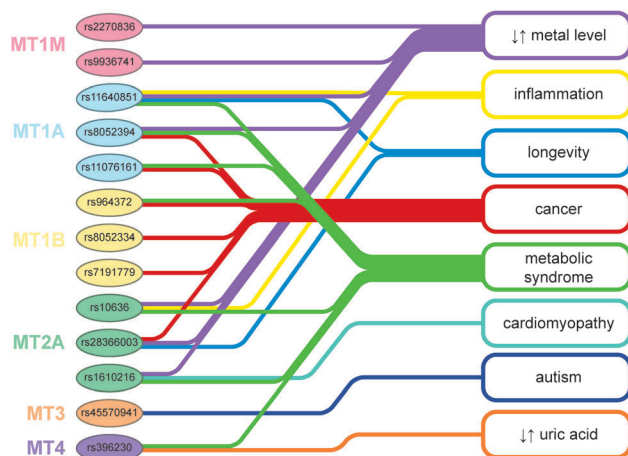 MT1M
rs2270836
rs9936741
MT1A
rs11640851
rs8052394
rs11076161
MT1B
rs964372
rs8052334
rs7191779
MT2A
rs10636
rs28366003
rs1610216
MT3
rs45570941
MT4
rs396230
↓↑ metal level
inflammation
longevity
cancer
metabolic
syndrome
cardiomyopathy
autism
↓↑ uric acid